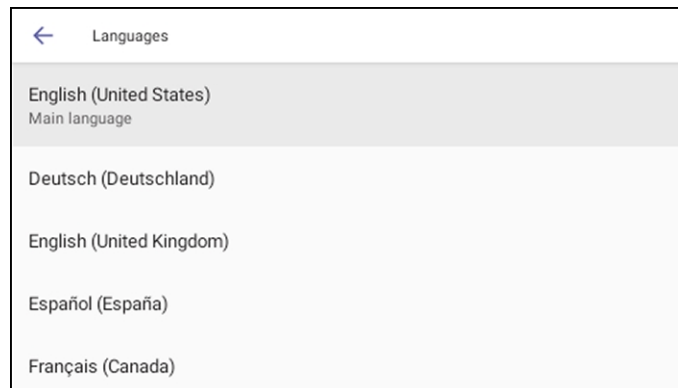 Languages
English (United States)
Main language
Deutsch (Deutschland)
English (United Kingdom)
Español (España)
Français (Canada)